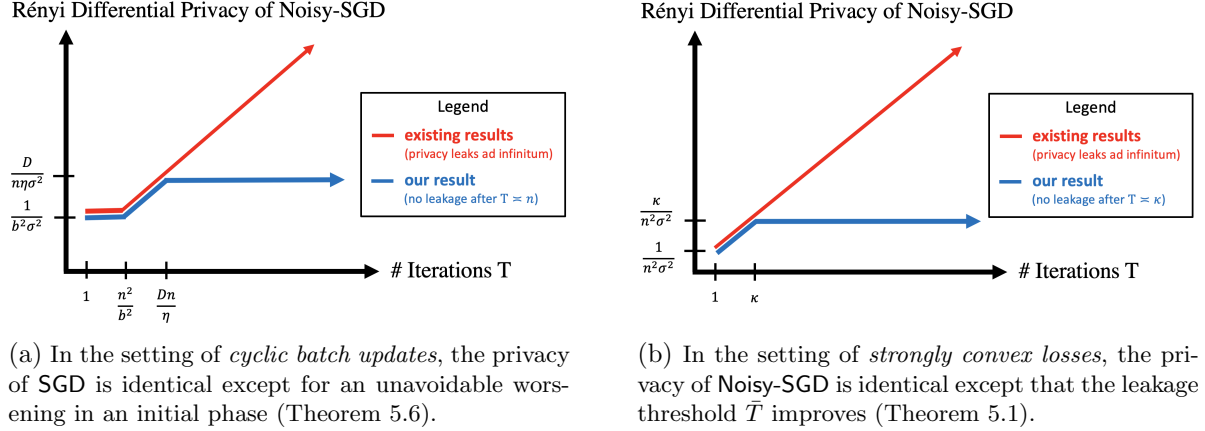 Rényi Differential Privacy of Noisy-SGD
Legend
existing results
(privacy leaks ad infinitum)
our result
(no leakage after T ≍ n)
D
nησ²
1
b²σ²
# Iterations T
1
n²
b²
Dn
η
(a) In the setting of cyclic batch updates, the privacy
of SGD is identical except for an unavoidable wors-
ening in an initial phase (Theorem 5.6).
Rényi Differential Privacy of Noisy-SGD
Legend
existing results
(privacy leaks ad infinitum)
our result
(no leakage after T ≍ κ)
κ
n²σ²
1
n²σ²
# Iterations T
1
κ
(b) In the setting of strongly convex losses, the pri-
vacy of Noisy-SGD is identical except that the leakage
threshold T̄ improves (Theorem 5.1).